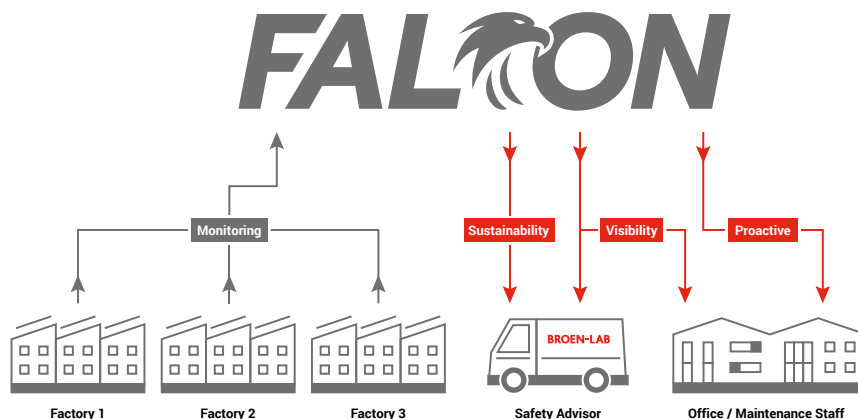 FALCON
Monitoring
Sustainability
Visibility
Proactive
BROEN-LAB
Factory 1
Factory 2
Factory 3
Safety Advisor
Office / Maintenance Staff